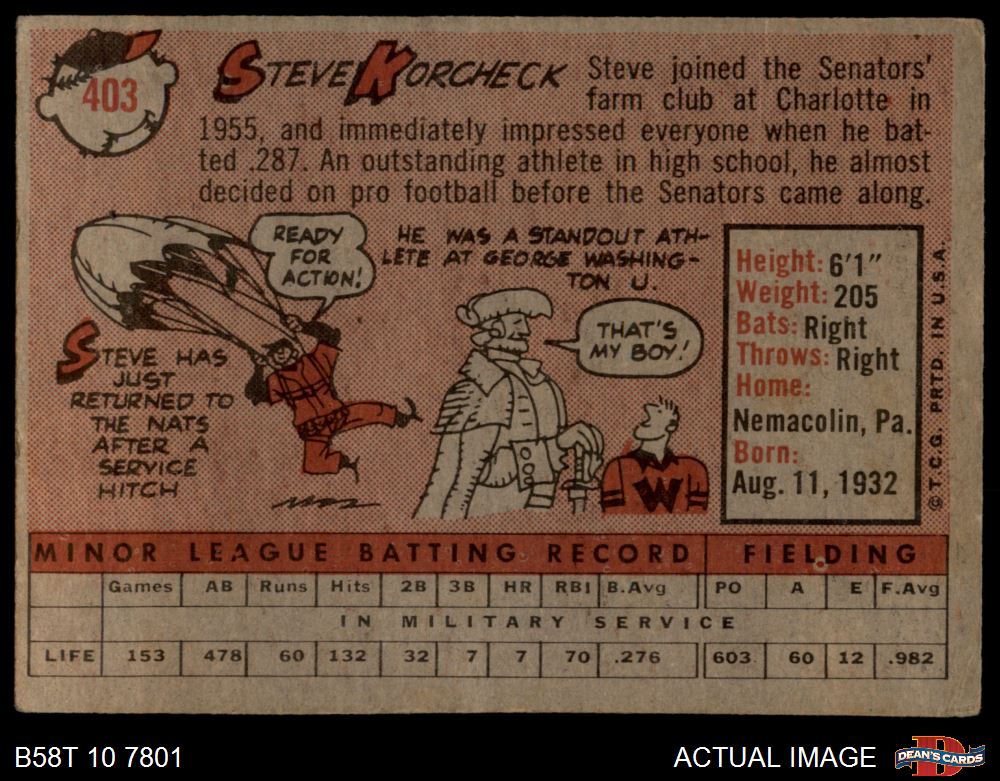 403
STEVE KORCHECK
Steve joined the Senators'
farm club at Charlotte in
1955, and immediately impressed everyone when he bat-
ted .287. An outstanding athlete in high school, he almost
decided on pro football before the Senators came along.
READY
FOR
ACTION!
STEVE HAS
JUST
RETURNED TO
THE NATS
AFTER A
SERVICE
HITCH
HE WAS A STANDOUT ATH-
LETE AT GEORGE WASHING-
TON U.
THAT'S
MY BOY!
W
Height: 6'1"
Weight: 205
Bats: Right
Throws: Right
Home:
Nemacolin, Pa.
Born:
Aug. 11, 1932
© T.C.G. PRTD. IN U.S.A.
MINOR LEAGUE BATTING RECORD FIELDING
Games AB Runs Hits 2B 3B HR RBI B.Avg PO A E F.Avg
IN MILITARY SERVICE
LIFE 153 478 60 132 32 7 7 70 .276 603 60 12 .982
B58T 10 7801
ACTUAL IMAGE
D
DEAN'S CARDS